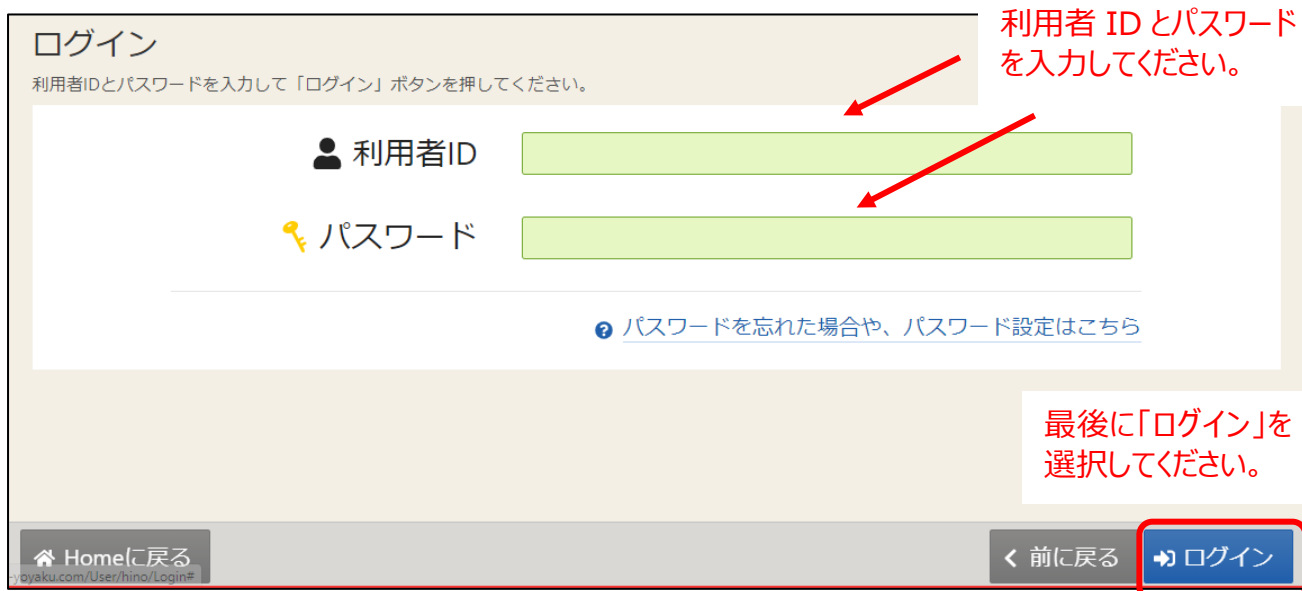 利用者 ID とパスワード
を入力してください。
ログイン
利用者IDとパスワードを入力して「ログイン」ボタンを押してください。
利用者ID
パスワード
パスワードを忘れた場合や、パスワード設定はこちら
最後に「ログイン」を
選択してください。
Homeに戻る
前に戻る
ログイン
-yoyaku.com/User/hino/Login#